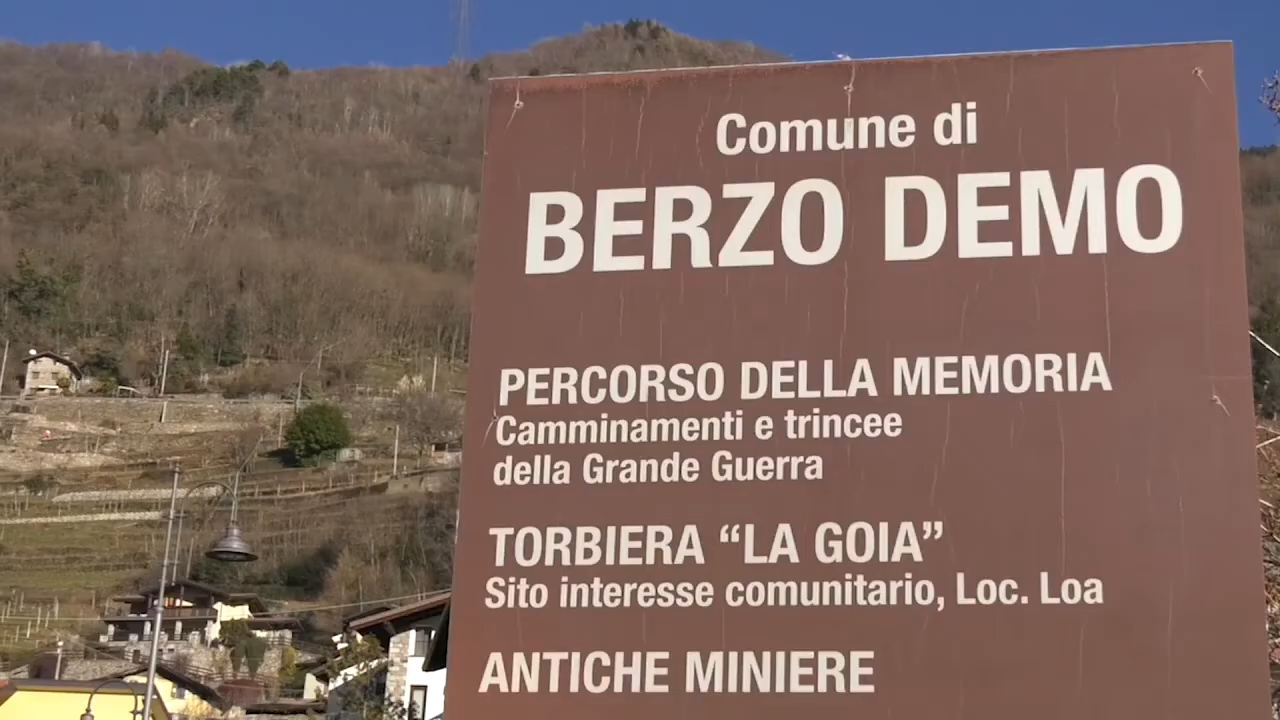 Comune di
BERZO DEMO
PERCORSO DELLA MEMORIA
Camminamenti e trincee
della Grande Guerra
TORBIERA “LA GOIA”
Sito interesse comunitario, Loc. Loa
ANTICHE MINIERE